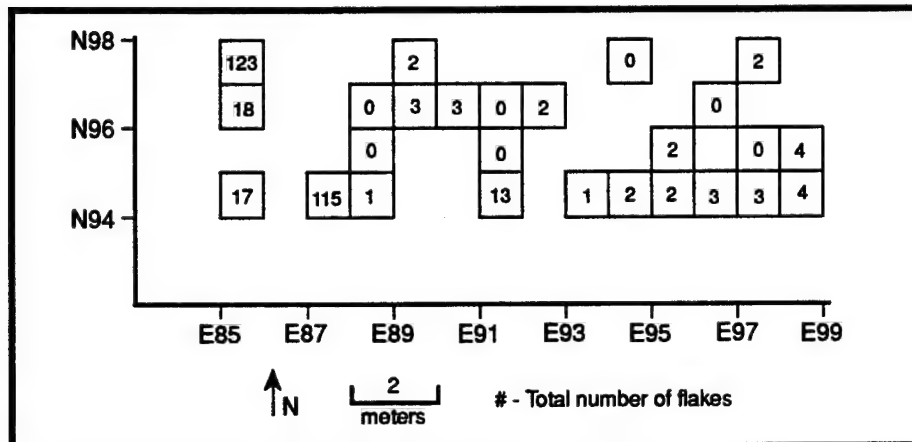 N98
123 2 0 2
18 0 3 3 0 2 0
N96
0 0 2 0 4
17 115 1 13 1 2 2 3 3 4
N94
E85 E87 E89 E91 E93 E95 E97 E99
N 2 meters # - Total number of flakes